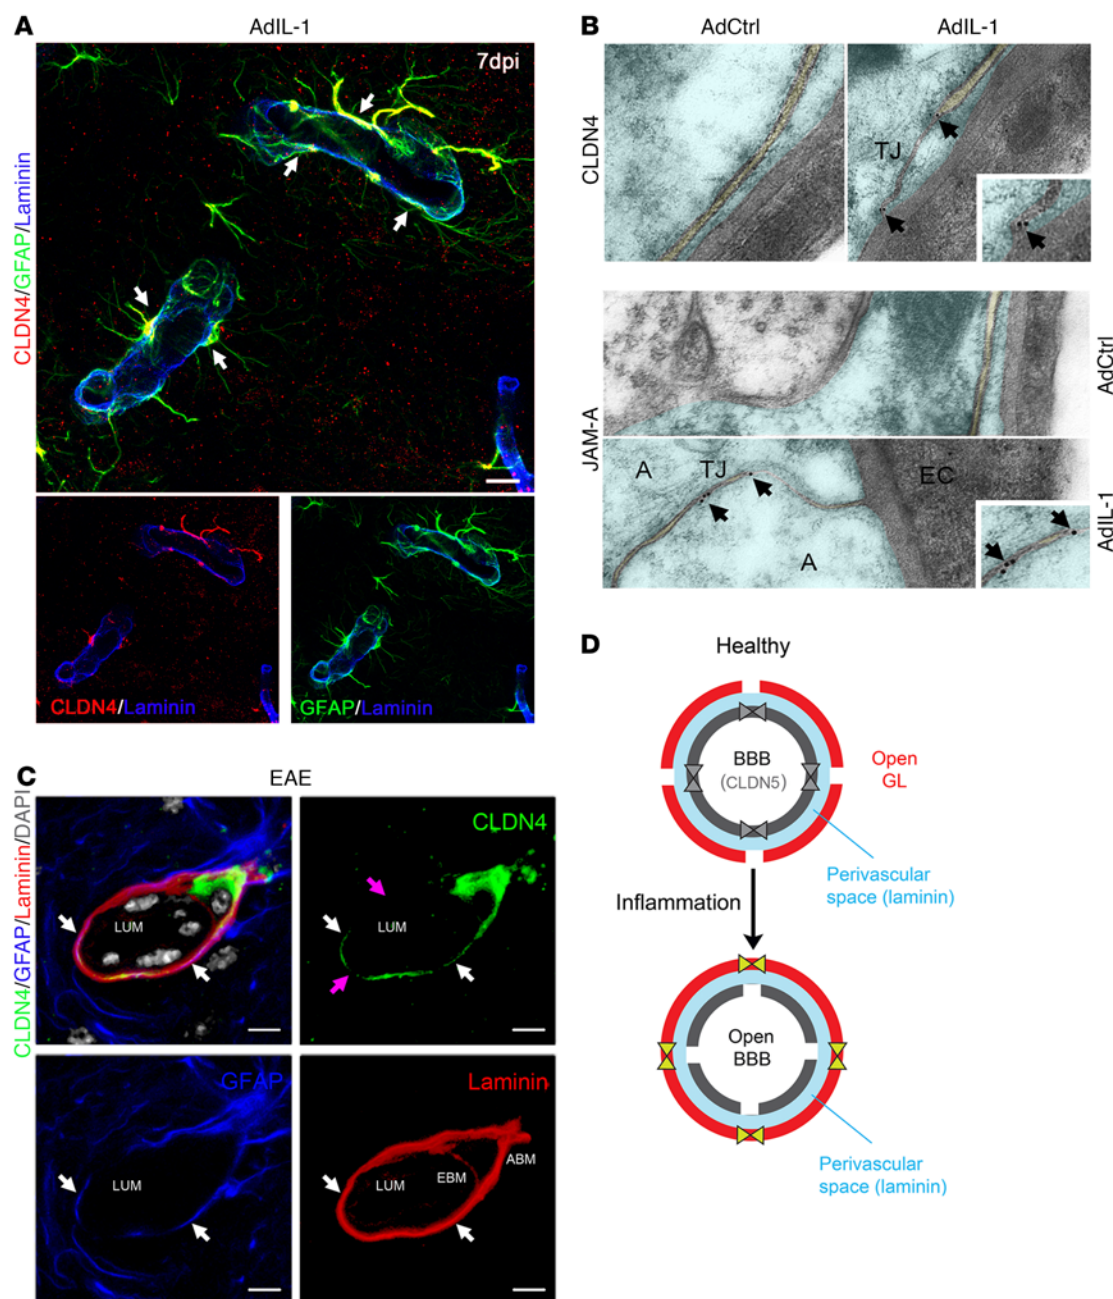 A
AdIL-1
7dpi
CLDN4/GFAP/Laminin
CLDN4/Laminin
GFAP/Laminin
B
AdCtrl
AdIL-1
CLDN4
TJ
JAM-A
AdCtrl
A
TJ
EC
A
AdIL-1
C
EAE
CLDN4/GFAP/Laminin/DAPI
LUM
CLDN4
LUM
GFAP
LUM
Laminin
LUM
EBM
ABM
D
Healthy
BBB
(CLDN5)
Open
GL
Perivascular
space (laminin)
Inflammation
Open
BBB
Perivascular
space (laminin)